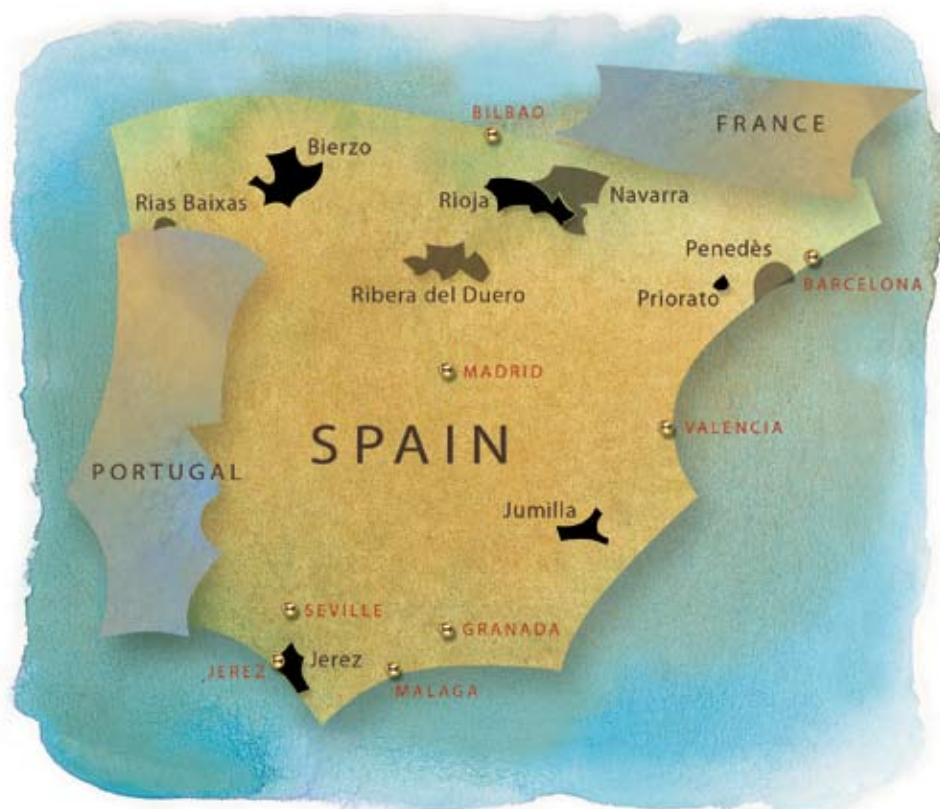 BILBAO
FRANCE
Bierzo
Rioja
Navarra
Rias Baixas
Penedès
BARCELONA
Ribera del Duero
Priorato
MADRID
SPAIN
VALENCIA
PORTUGAL
Jumilla
SEVILLE
GRANADA
JEREZ
Jerez
MALAGA